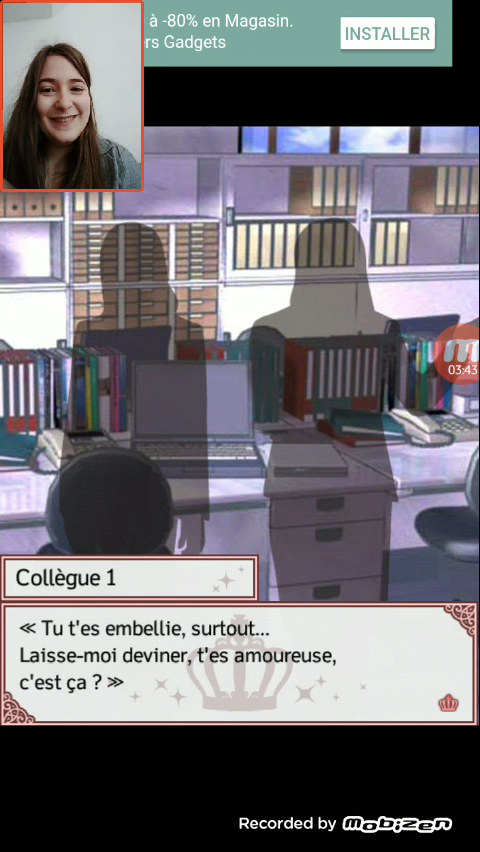 à -80% en Magasin.
ers Gadgets
INSTALLER
03:43
Collègue 1
« Tu t'es embellie, surtout...
Laisse-moi deviner, t'es amoureuse,
c'est ça ? »
Recorded by Mobizen